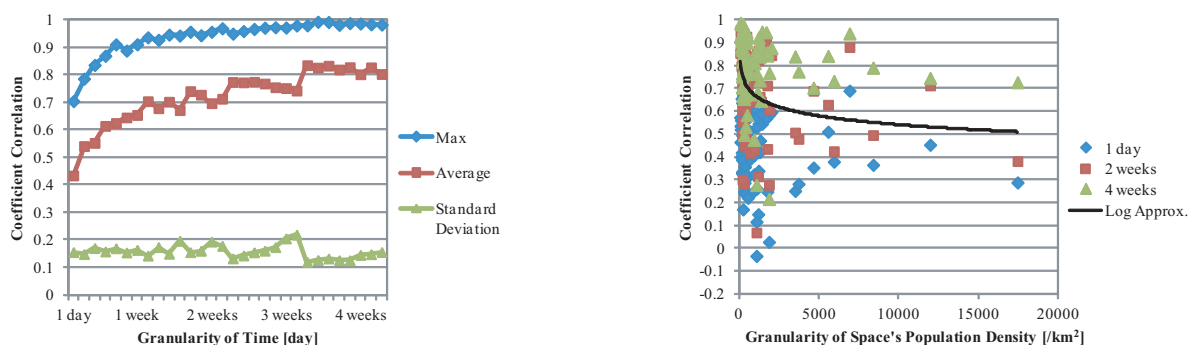 1
0.9
0.8
0.7
0.6
0.5
0.4
0.3
0.2
0.1
0
Coefficient Correlation
1 day 1 week 2 weeks 3 weeks 4 weeks
Granularity of Time [day]
Max
Average
Standard
Deviation
1
0.9
0.8
0.7
0.6
0.5
0.4
0.3
0.2
0.1
0
-0.1
-0.2
Coefficient Correlation
0 5000 10000 15000 20000
Granularity of Space's Population Density [/km²]
1 day
2 weeks
4 weeks
Log Approx.